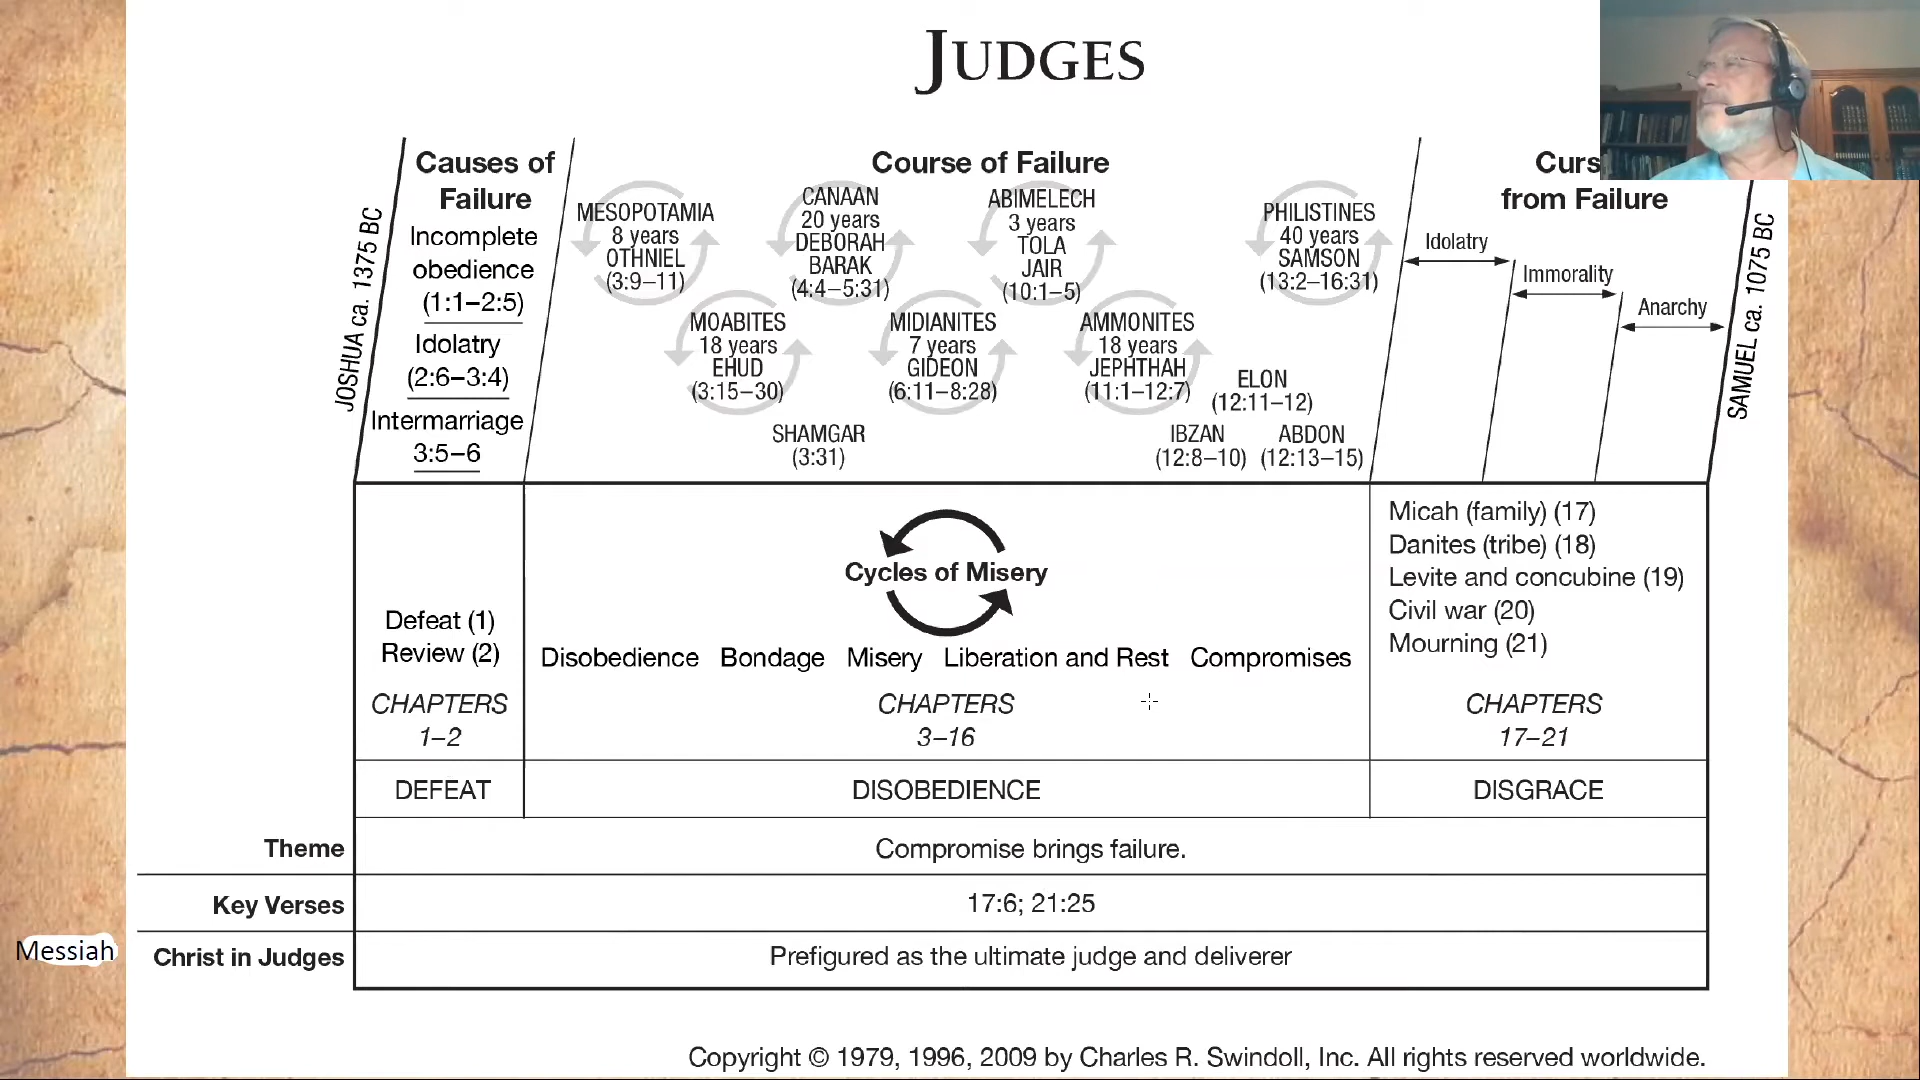 JUDGES
Causes of
Failure
Incomplete
obedience
(1:1–2:5)
Idolatry
(2:6–3:4)
Intermarriage
3:5–6
JOSHUA ca. 1375 BC
Course of Failure
MESOPOTAMIA
8 years
OTHNIEL
(3:9–11)
CANAAN
20 years
DEBORAH
BARAK
(4:4–5:31)
ABIMELECH
3 years
TOLA
JAIR
(10:1–5)
PHILISTINES
40 years
SAMSON
(13:2–16:31)
MOABITES
18 years
EHUD
(3:15–30)
MIDIANITES
7 years
GIDEON
(6:11–8:28)
AMMONITES
18 years
JEPHTHAH
(11:1–12:7)
ELON
(12:11–12)
SHAMGAR
(3:31)
IBZAN
(12:8–10)
ABDON
(12:13–15)
Curs
from Failure
Idolatry
Immorality
Anarchy
SAMUEL ca. 1075 BC
Defeat (1)
Review (2)
CHAPTERS
1–2
Cycles of Misery
Disobedience Bondage Misery Liberation and Rest Compromises
CHAPTERS
3–16
Micah (family) (17)
Danites (tribe) (18)
Levite and concubine (19)
Civil war (20)
Mourning (21)
CHAPTERS
17–21
DEFEAT
DISOBEDIENCE
DISGRACE
Theme
Compromise brings failure.
Key Verses
17:6; 21:25
Messiah
Christ in Judges
Prefigured as the ultimate judge and deliverer
Copyright © 1979, 1996, 2009 by Charles R. Swindoll, Inc. All rights reserved worldwide.